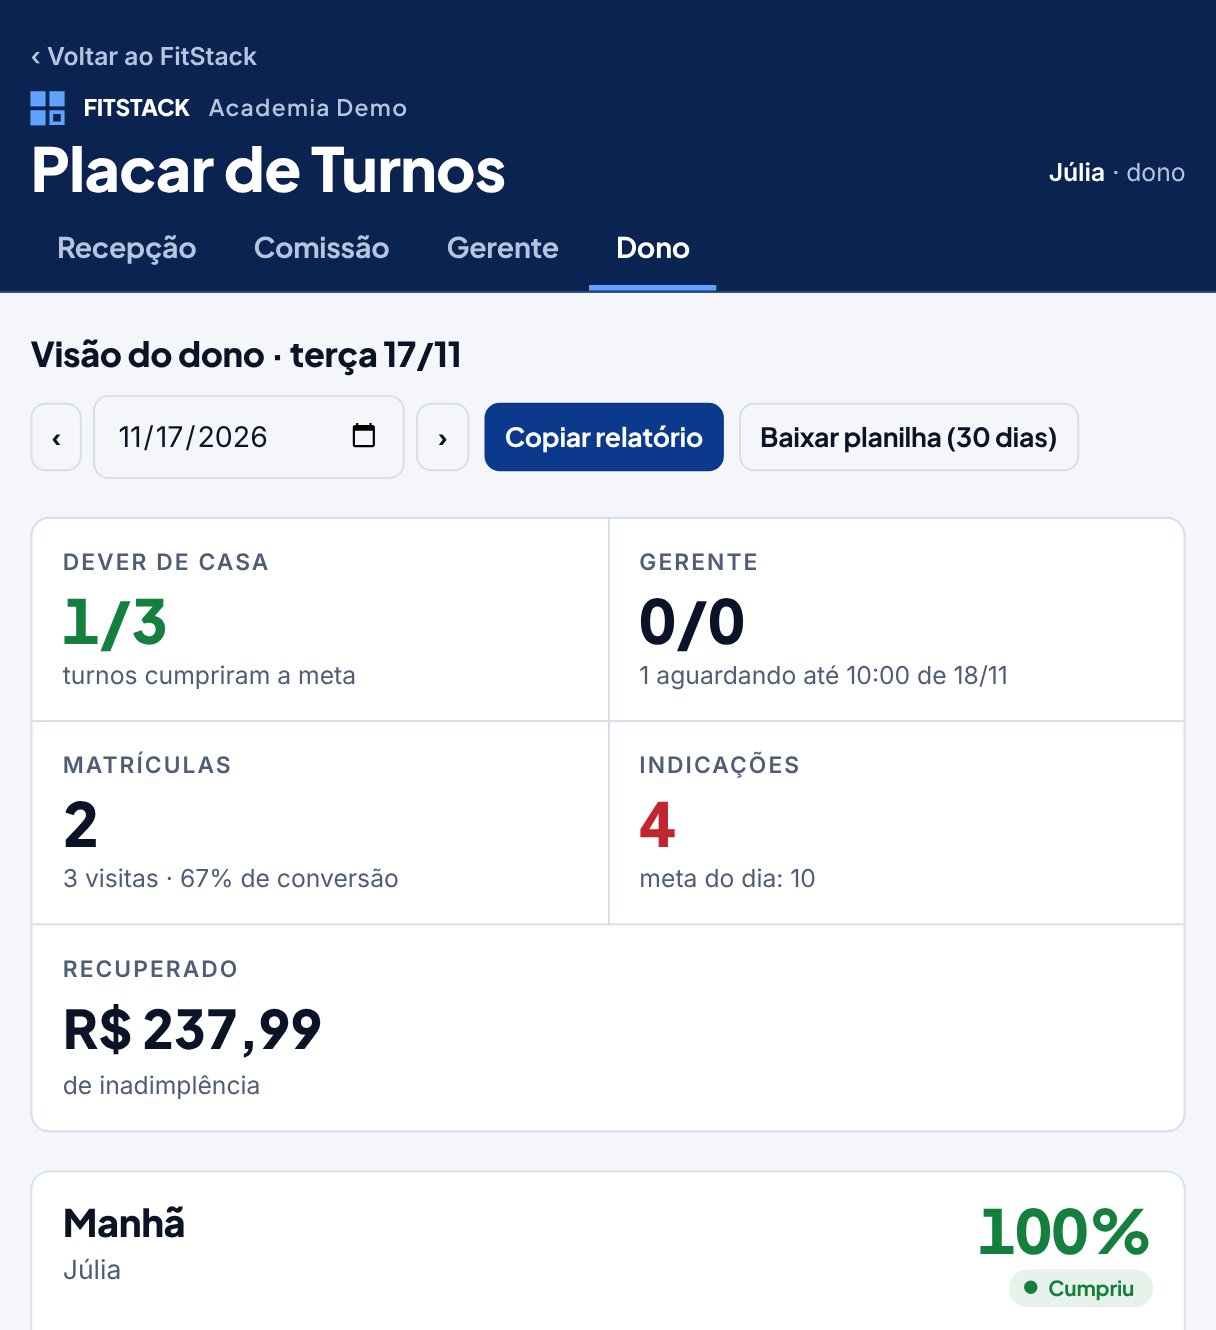 ‹ Voltar ao FitStack
FITSTACK Academia Demo
Placar de Turnos
Júlia · dono
Recepção Comissão Gerente Dono
Visão do dono · terça 17/11
‹ 11/17/2026 › Copiar relatório Baixar planilha (30 dias)
DEVER DE CASA
1/3
turnos cumpriram a meta
GERENTE
0/0
1 aguardando até 10:00 de 18/11
MATRÍCULAS
2
3 visitas · 67% de conversão
INDICAÇÕES
4
meta do dia: 10
RECUPERADO
R$ 237,99
de inadimplência
Manhã
Júlia
100%
Cumpriu